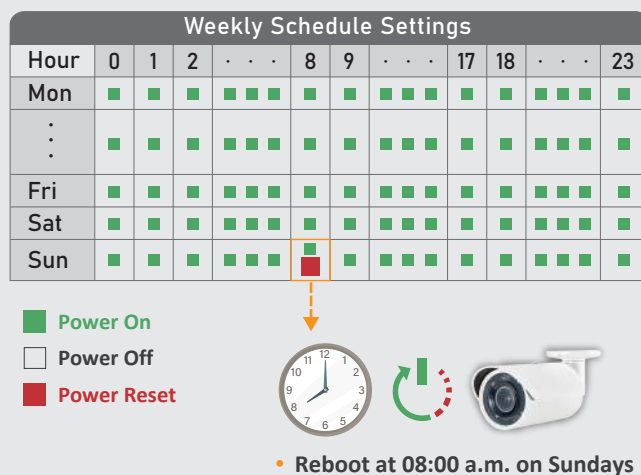 Weekly Schedule Settings
Hour 0 1 2 · · · 8 9 · · · 17 18 · · · 23
Mon
⋮
Fri
Sat
Sun
Power On
Power Off
Power Reset
12
11 1
10 2
9 3
8 4
7 5
6
• Reboot at 08:00 a.m. on Sundays